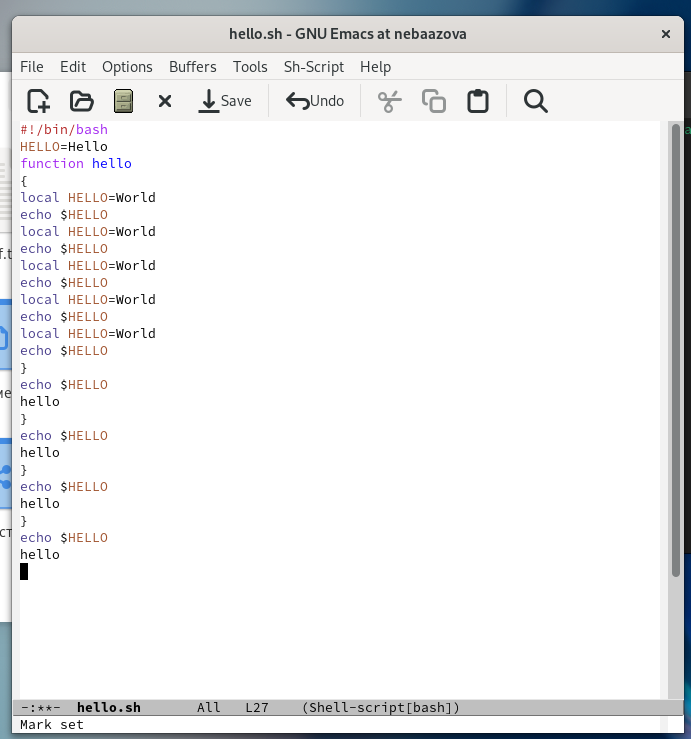 hello.sh - GNU Emacs at nebaazova
File Edit Options Buffers Tools Sh-Script Help
Save Undo
#!/bin/bash
HELLO=Hello
function hello
{
local HELLO=World
echo $HELLO
local HELLO=World
echo $HELLO
local HELLO=World
echo $HELLO
local HELLO=World
echo $HELLO
local HELLO=World
echo $HELLO
}
echo $HELLO
hello
}
echo $HELLO
hello
}
echo $HELLO
hello
}
echo $HELLO
hello
-:**- hello.sh All L27 (Shell-script[bash])
Mark set